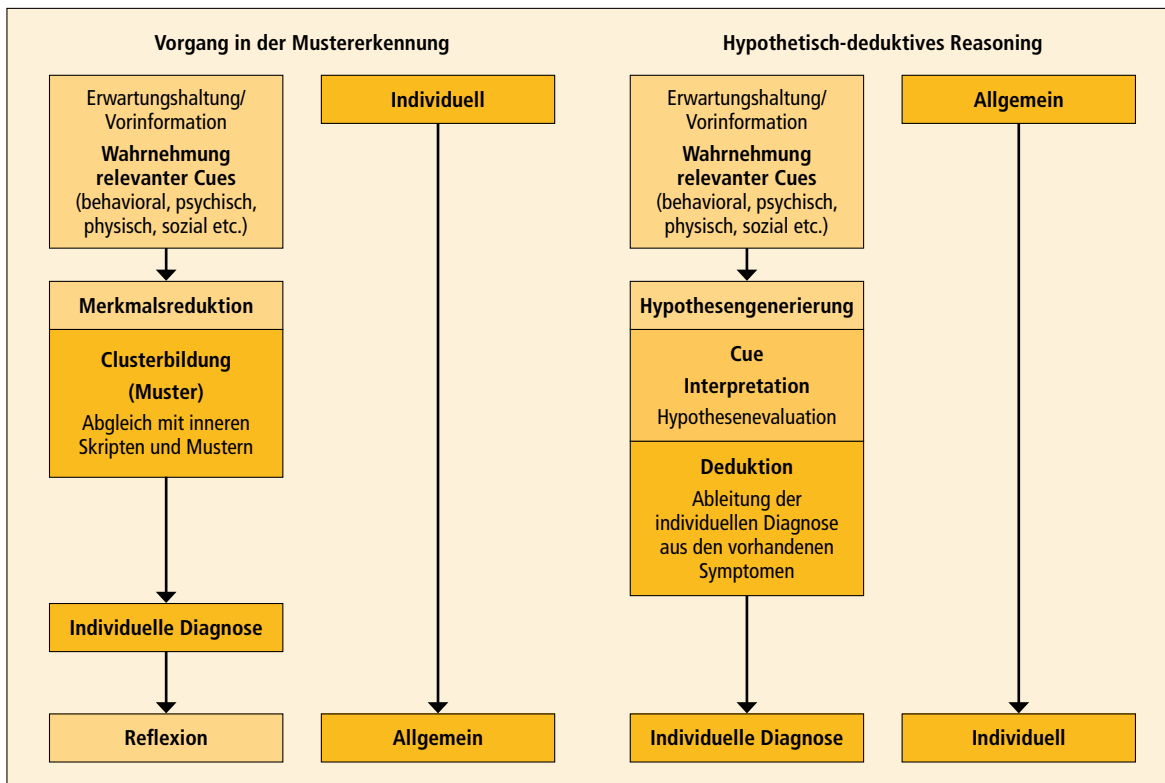 Vorgang in der Mustererkennung
Erwartungshaltung/
Vorinformation
Wahrnehmung
relevanter Cues
(behavioral, psychisch,
physisch, sozial etc.)
Merkmalsreduktion
Clusterbildung
(Muster)
Abgleich mit inneren
Skripten und Mustern
Individuelle Diagnose
Reflexion
Individuell
Allgemein
Hypothetisch-deduktives Reasoning
Erwartungshaltung/
Vorinformation
Wahrnehmung
relevanter Cues
(behavioral, psychisch,
physisch, sozial etc.)
Hypothesengenerierung
Cue
Interpretation
Hypothesenevaluation
Deduktion
Ableitung der
individuellen Diagnose
aus den vorhandenen
Symptomen
Individuelle Diagnose
Allgemein
Individuell